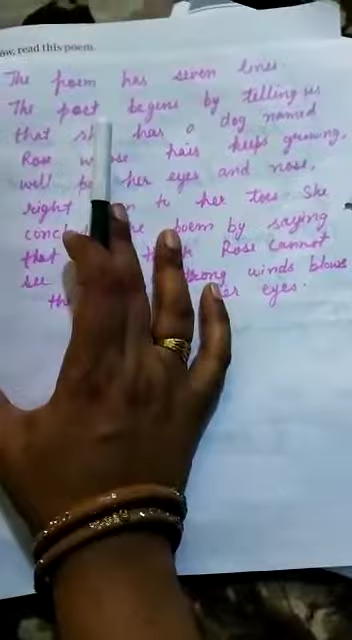 ow, read this poem.
The poem has seven lines.
The poet begins by telling us
that has a dog named
Rose hair keeps growing,
well her eyes and nose,
right to her toes. She
poem by saying
that Rose cannot
see strong winds blows
eyes.